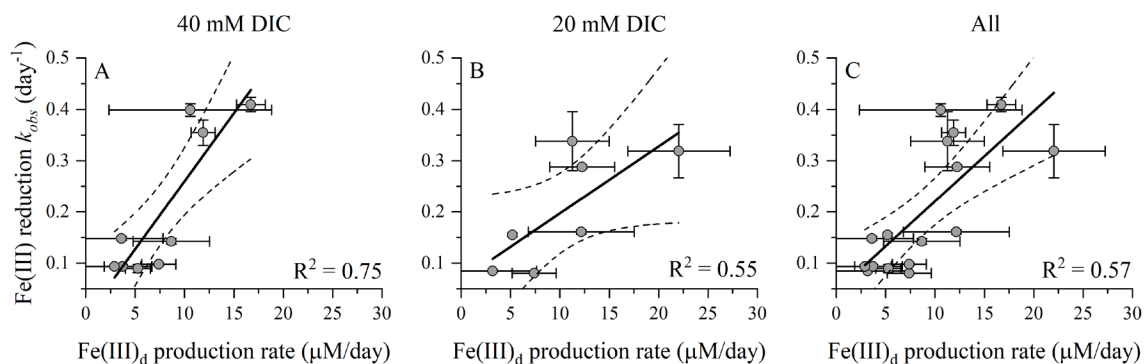 40 mM DIC
20 mM DIC
All
Fe(III) reduction k_obs (day⁻¹)
0.5
0.4
0.3
0.2
0.1
A
R² = 0.75
0 5 10 15 20 25 30
Fe(III)_d production rate (μM/day)
0.5
0.4
0.3
0.2
0.1
B
R² = 0.55
0 5 10 15 20 25 30
Fe(III)_d production rate (μM/day)
0.5
0.4
0.3
0.2
0.1
C
R² = 0.57
0 5 10 15 20 25 30
Fe(III)_d production rate (μM/day)